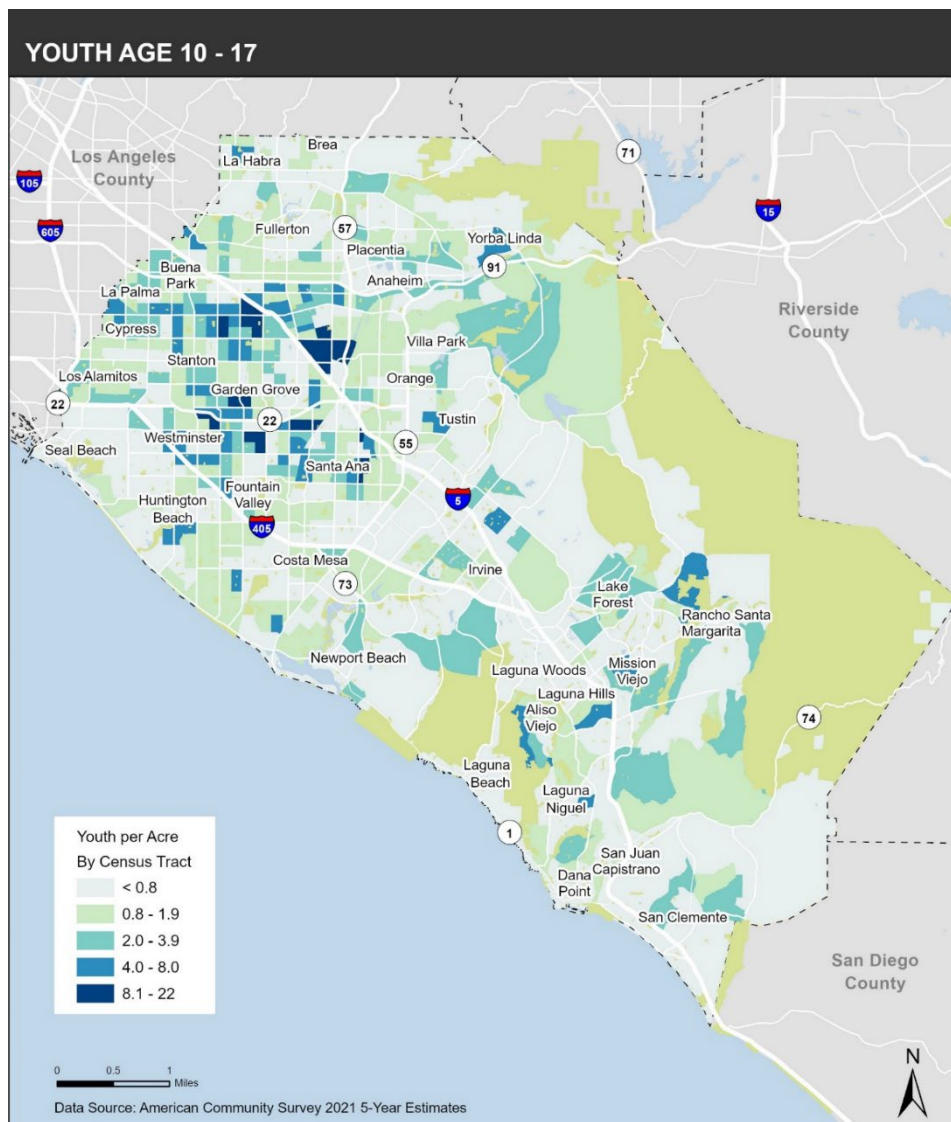 YOUTH AGE 10 - 17
Los Angeles
County
105
605
La Habra
Brea
71
15
Fullerton
57
Placentia
Yorba Linda
91
Buena
Park
Anaheim
La Palma
Riverside
County
Cypress
Villa Park
Stanton
Los Alamitos
Orange
Garden Grove
22
22
Tustin
Westminster
55
Seal Beach
Santa Ana
Fountain
Valley
5
Huntington
Beach
405
Costa Mesa
73
Irvine
Lake
Forest
Rancho Santa
Margarita
Newport Beach
Laguna Woods
Mission
Viejo
Laguna Hills
Aliso
Viejo
74
Laguna
Beach
Laguna
Niguel
1
San Juan
Capistrano
Dana
Point
San Clemente
San Diego
County
Youth per Acre
By Census Tract
< 0.8
0.8 - 1.9
2.0 - 3.9
4.0 - 8.0
8.1 - 22
0 0.5 1
Miles
N
Data Source: American Community Survey 2021 5-Year Estimates